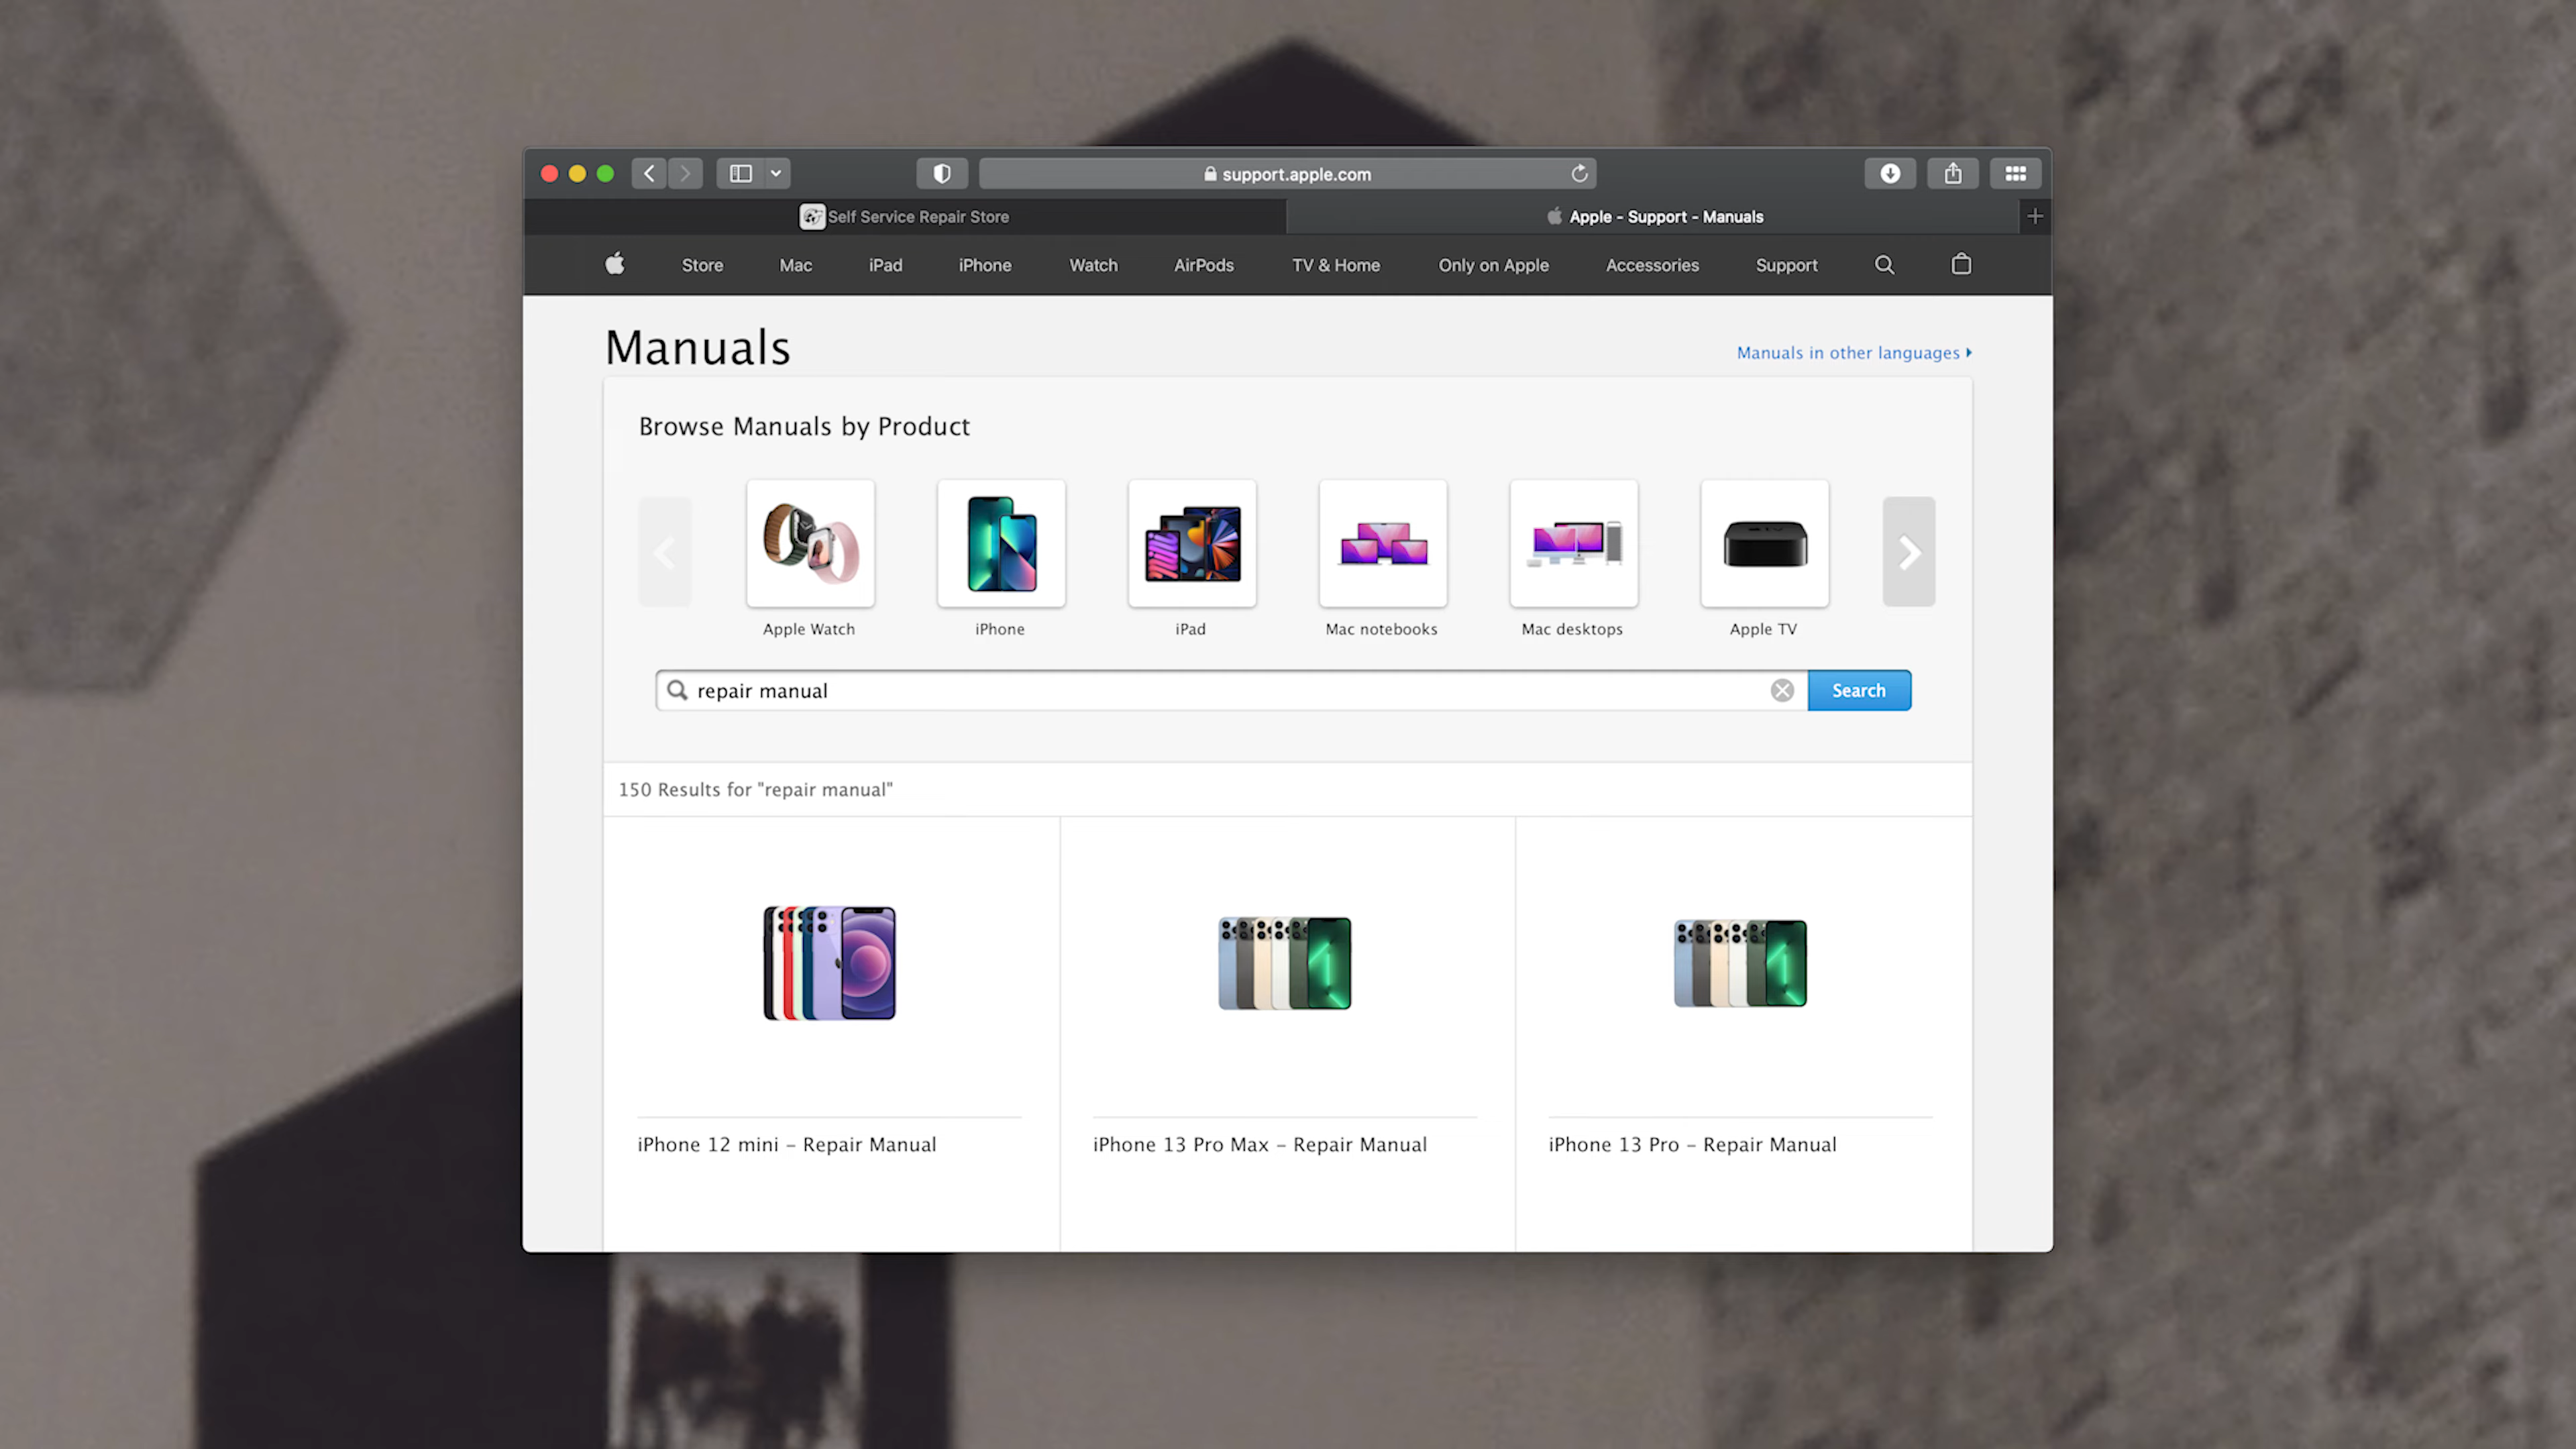 support.apple.com
Self Service Repair Store
Apple - Support - Manuals
Store Mac iPad iPhone Watch AirPods TV & Home Only on Apple Accessories Support
Manuals
Manuals in other languages
Browse Manuals by Product
Apple Watch iPhone iPad Mac notebooks Mac desktops Apple TV
repair manual
Search
150 Results for "repair manual"
iPhone 12 mini – Repair Manual
iPhone 13 Pro Max – Repair Manual
iPhone 13 Pro – Repair Manual